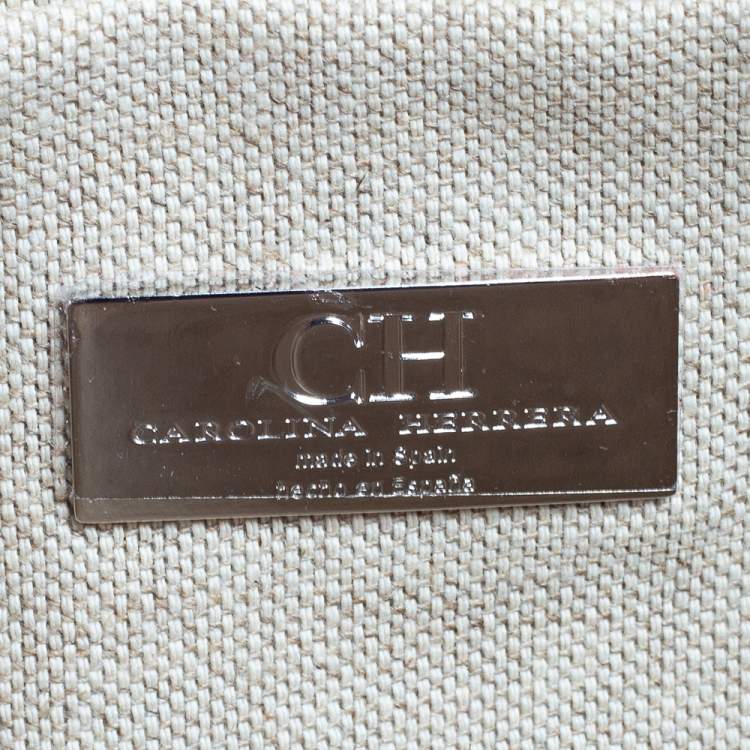 CH
CAROLINA HERRERA
made in Spain
hecho en España